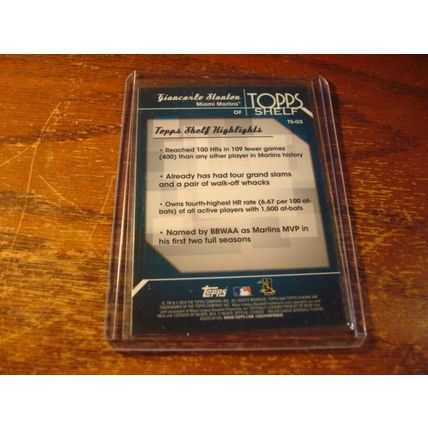 Giancarlo Stanton
Miami Marlins™
OF
TOPPS
SHELF
TS-GS
Topps Shelf Highlights
• Reached 100 HRs in 109 fewer games
(400) than any other player in Marlins history
• Already has had four grand slams
and a pair of walk-off whacks
• Owns fourth-highest HR rate (6.67 per 100 at-
bats) of all active players with 1,500 at-bats
• Named by BBWAA as Marlins MVP in
his first two full seasons
Topps